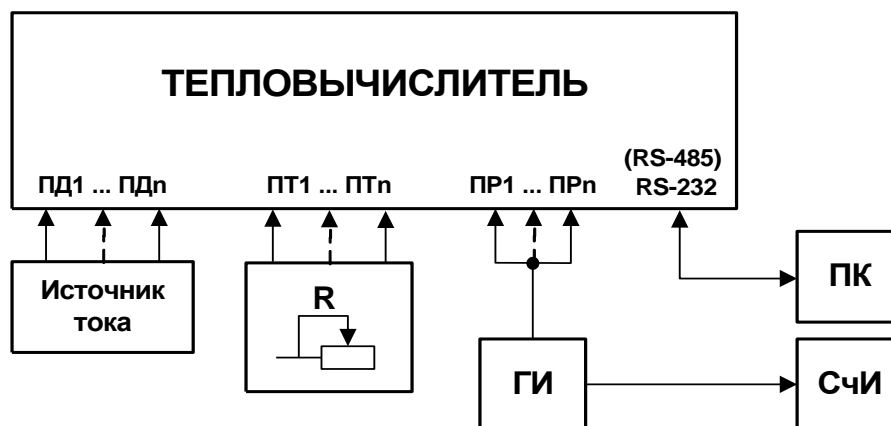 ТЕПЛОВЫЧИСЛИТЕЛЬ
(RS-485)
ПД1 ... ПДn ПТ1 ... ПТn ПР1 ... ПРn RS-232
Источник
тока
R
ПК
ГИ
СчИ